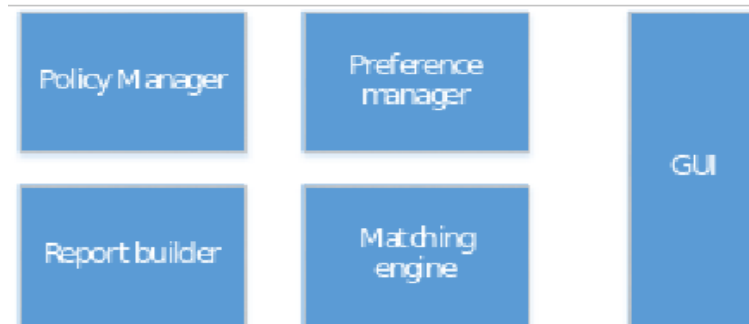 Policy Manager
Preference
manager
GUI
Report builder
Matching
engine